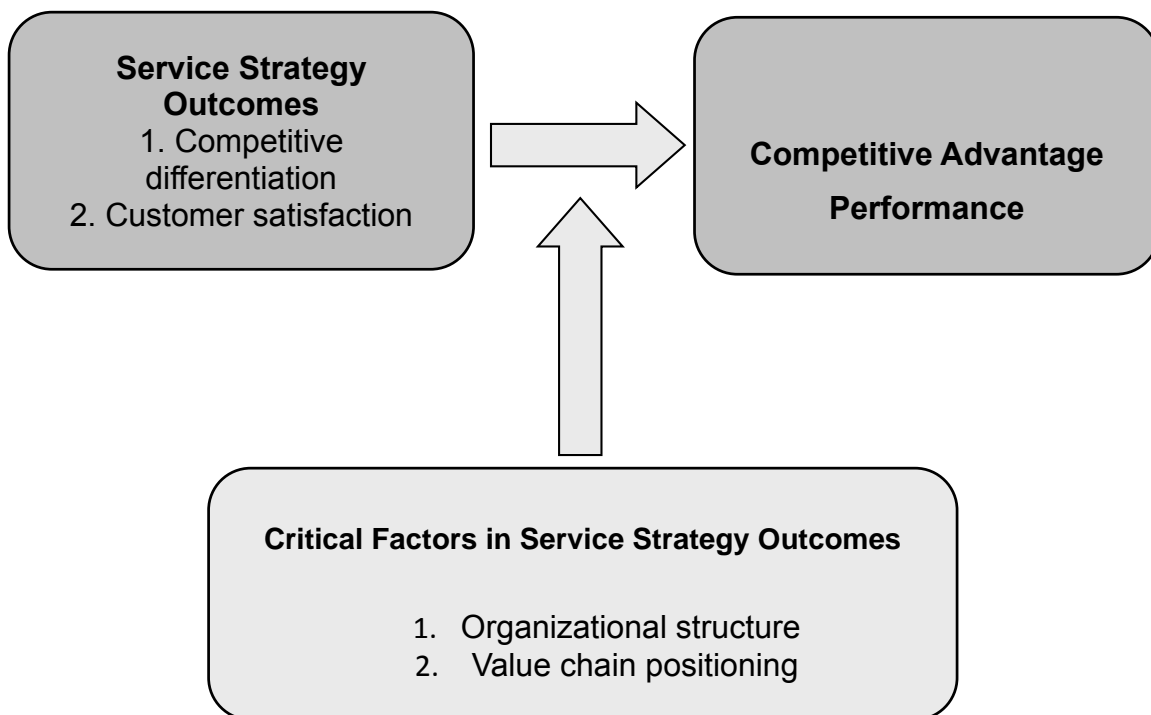 Service Strategy
Outcomes
1. Competitive
differentiation
2. Customer satisfaction
Competitive Advantage
Performance
Critical Factors in Service Strategy Outcomes
1. Organizational structure
2. Value chain positioning